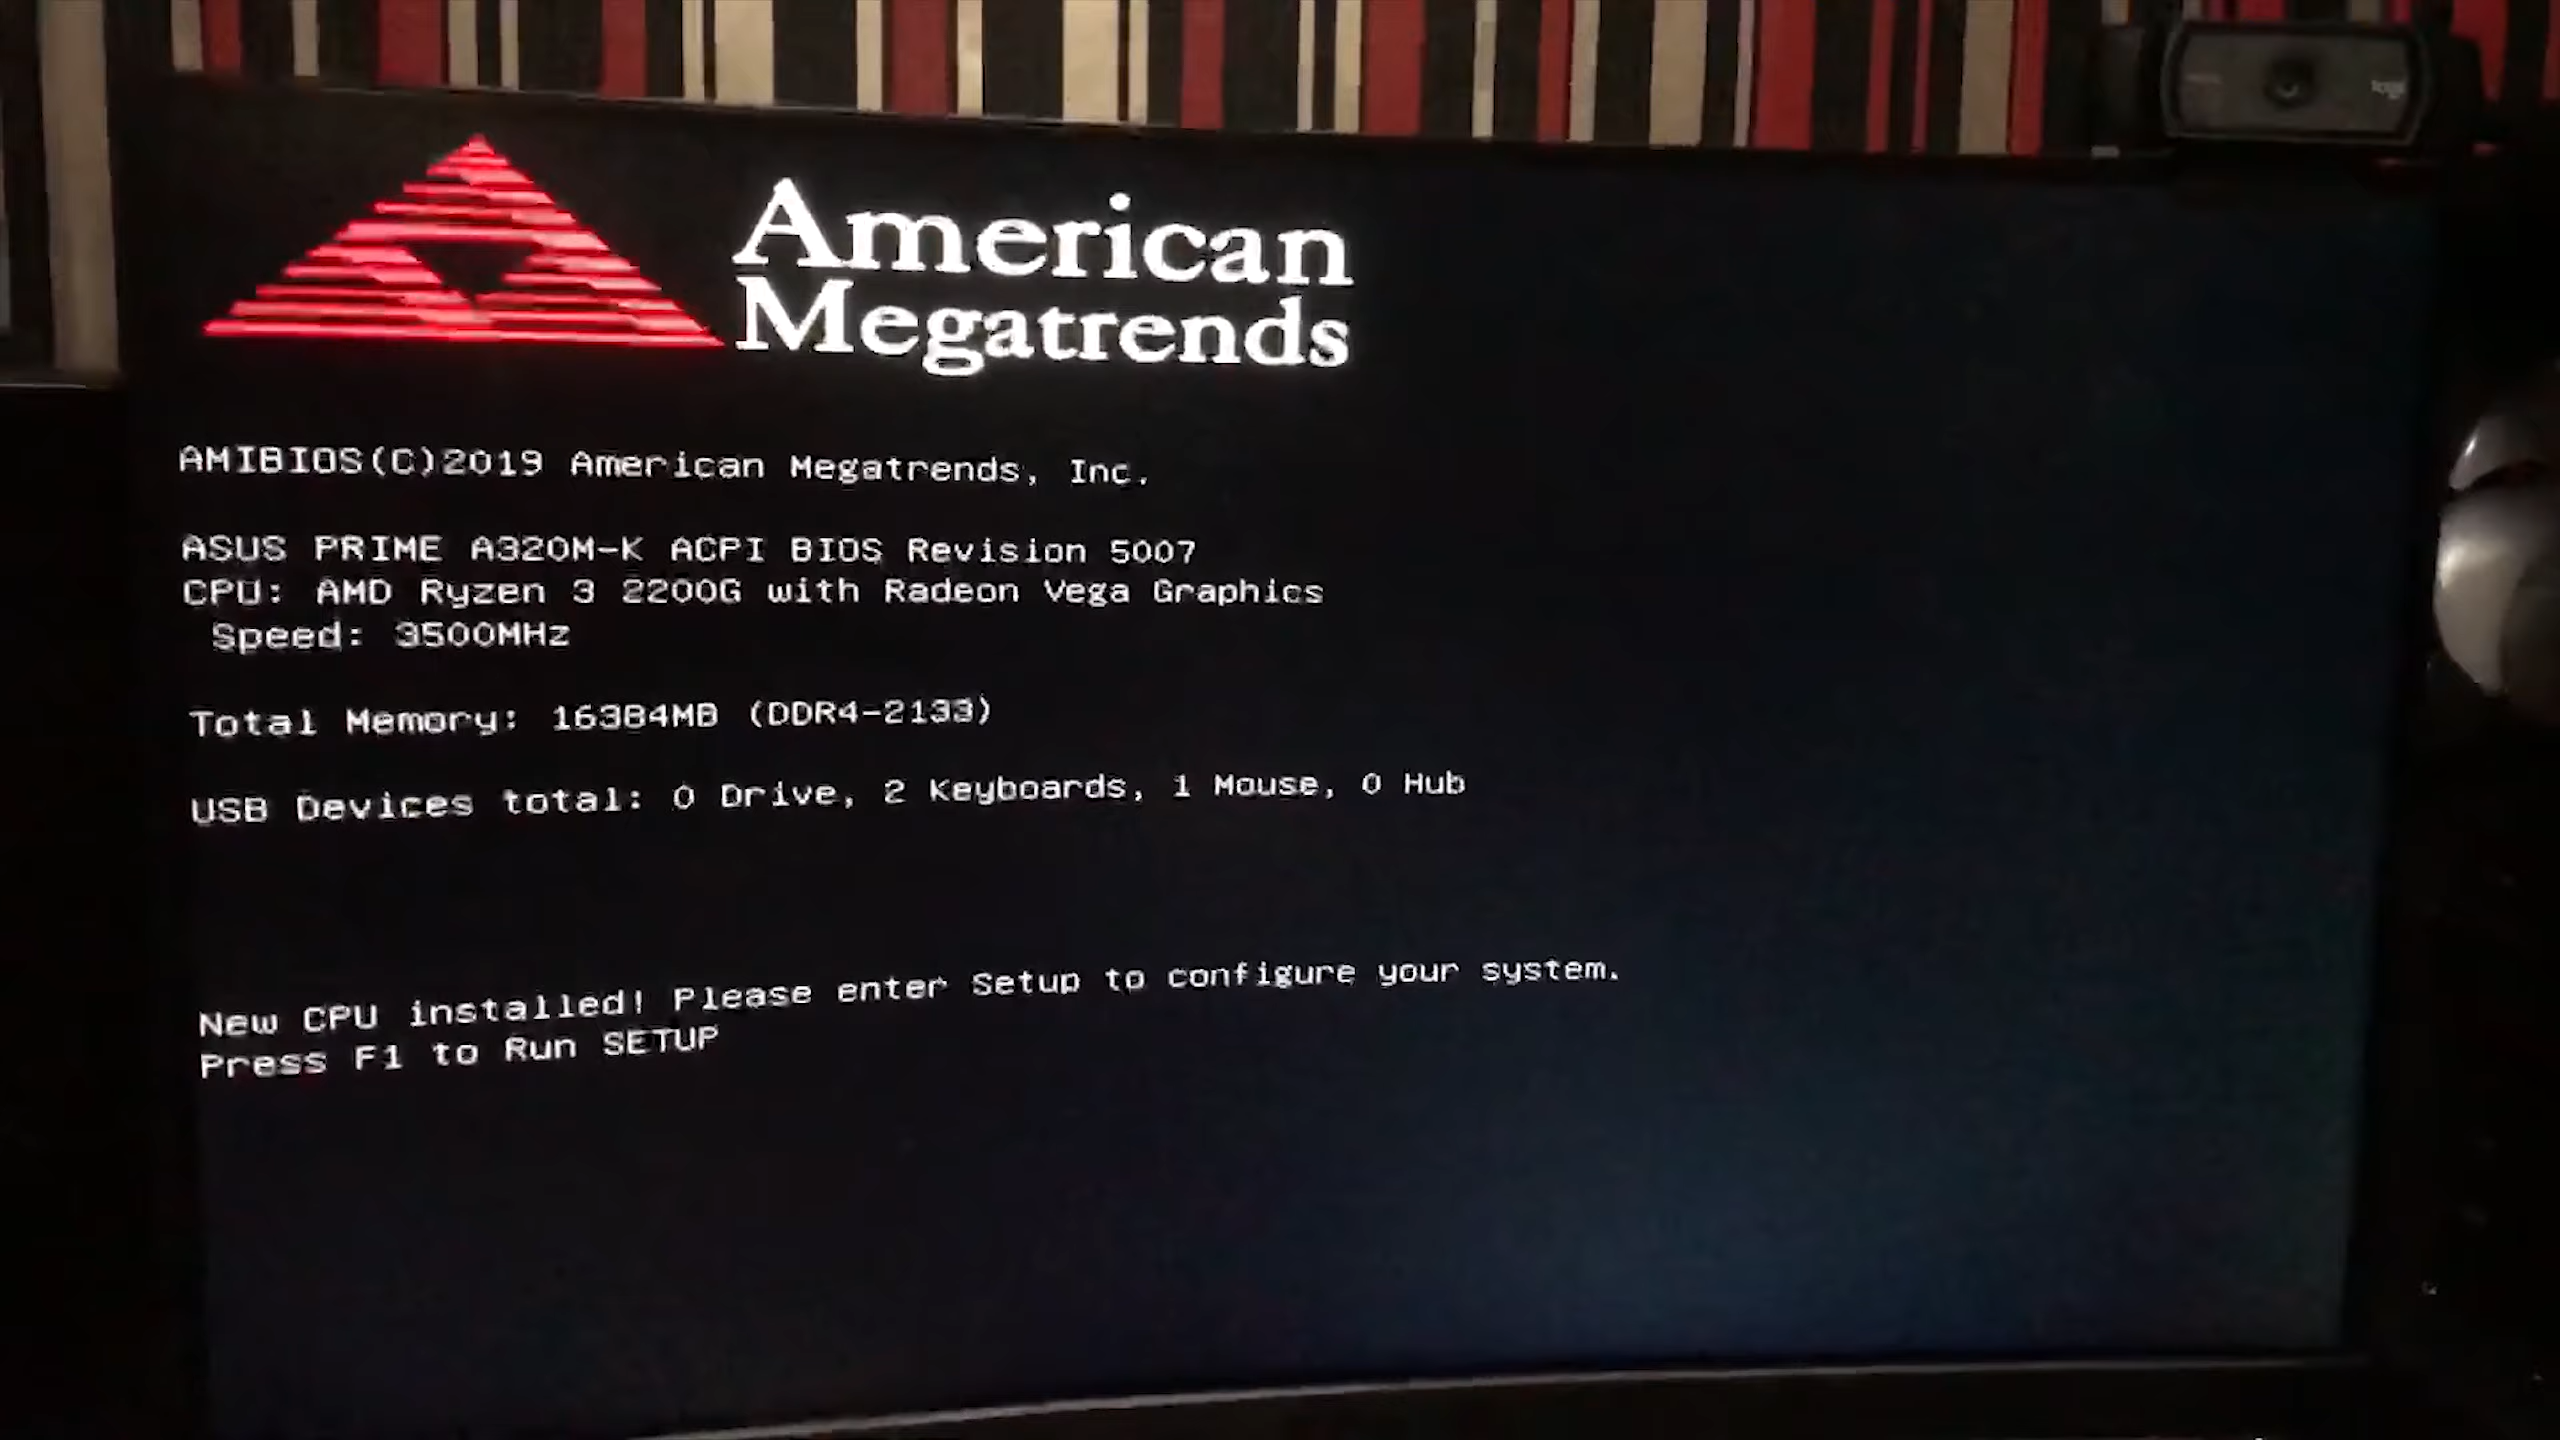 logi
American
Megatrends
AMIBIOS(C)2019 American Megatrends, Inc.
ASUS PRIME A320M-K ACPI BIOS Revision 5007
CPU: AMD Ryzen 3 2200G with Radeon Vega Graphics
Speed: 3500MHz
Total Memory: 16384MB (DDR4-2133)
USB Devices total: 0 Drive, 2 Keyboards, 1 Mouse, 0 Hub
New CPU installed! Please enter Setup to configure your system.
Press F1 to Run SETUP